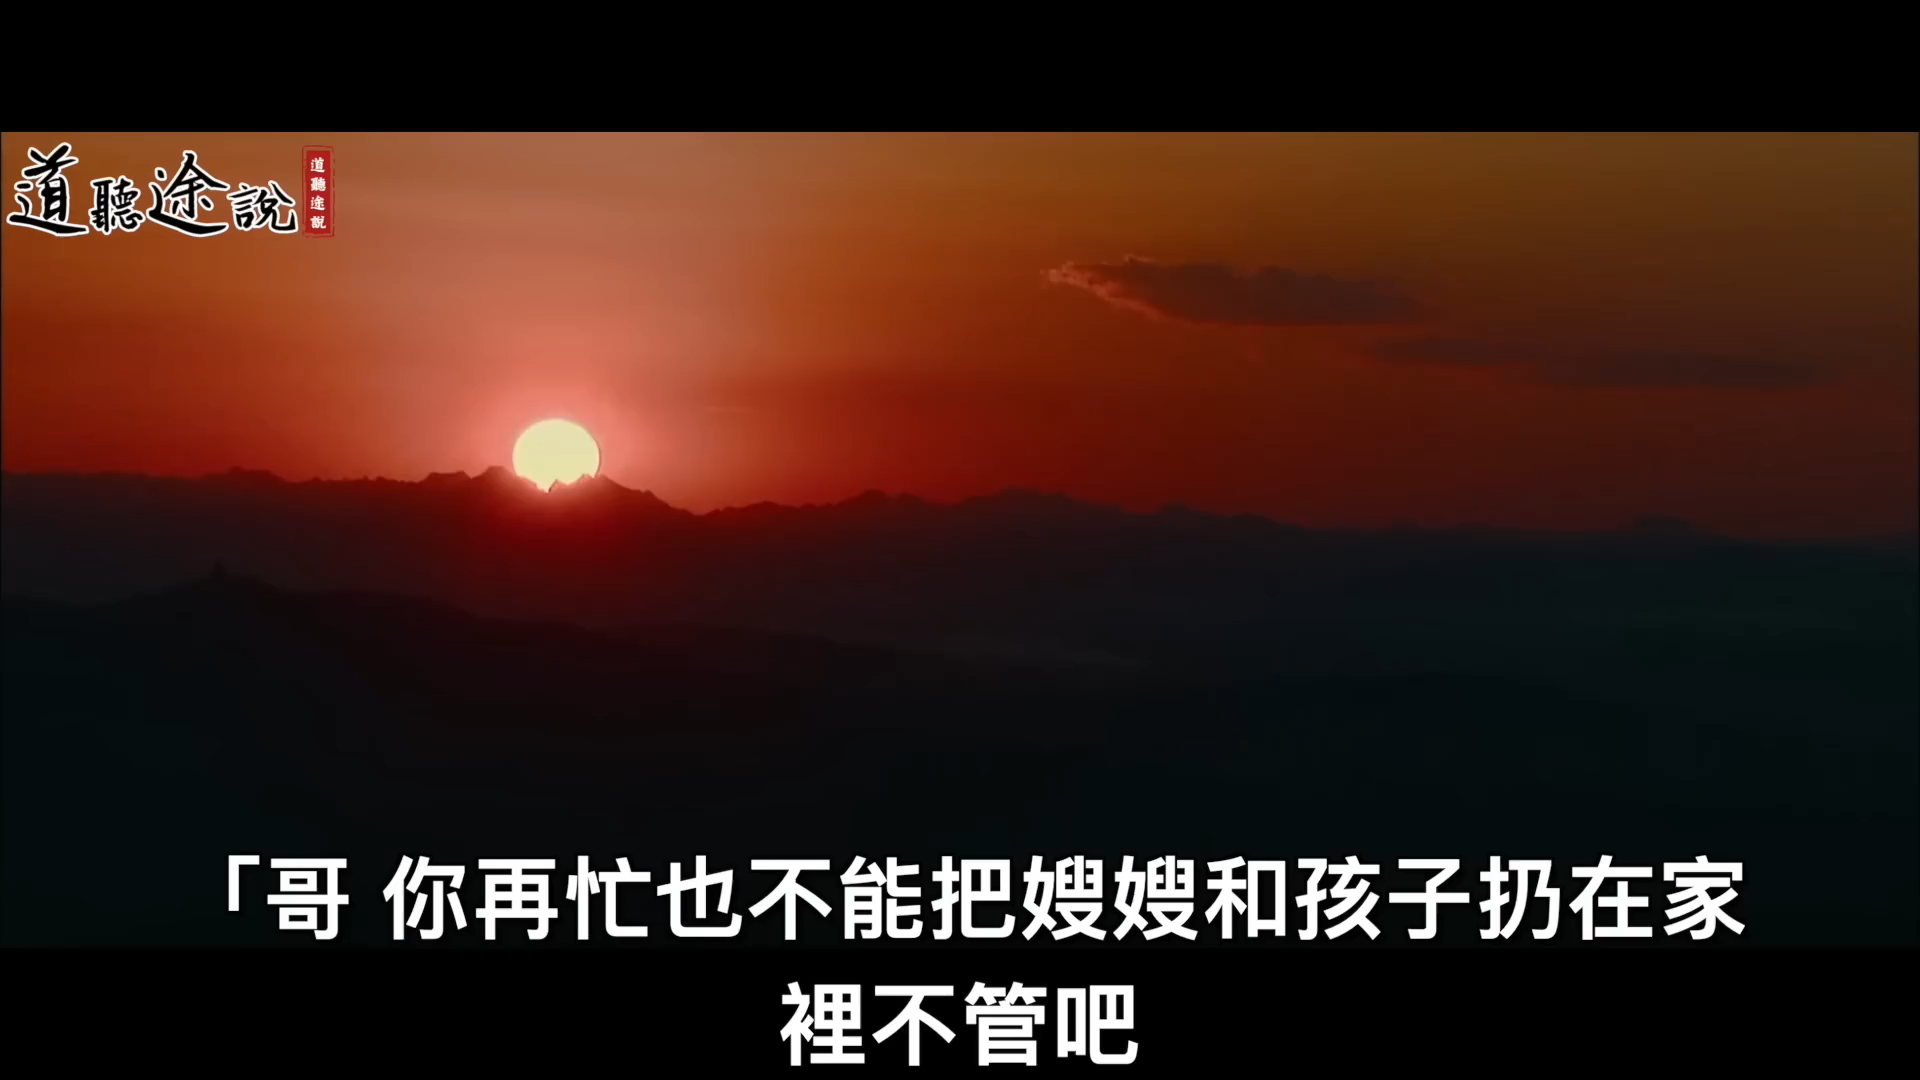 道聽途說
道聽途說
「哥 你再忙也不能把嫂嫂和孩子扔在家
裡不管吧